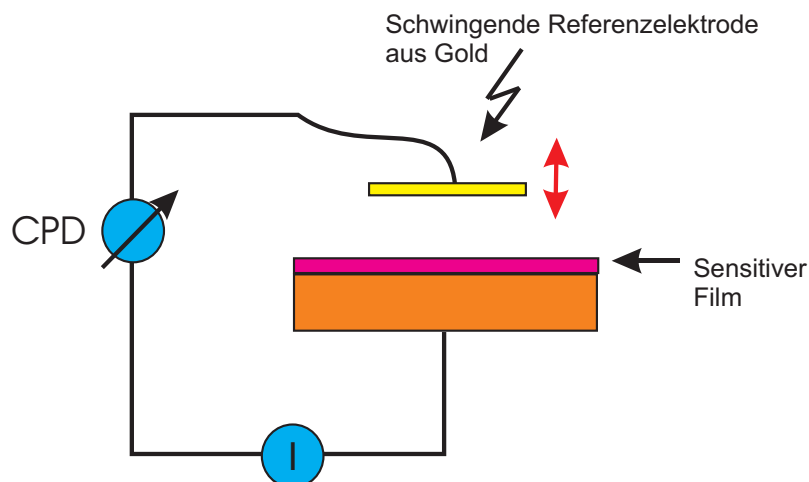 Schwingende Referenzelektrode
aus Gold
CPD
Sensitiver
Film
I